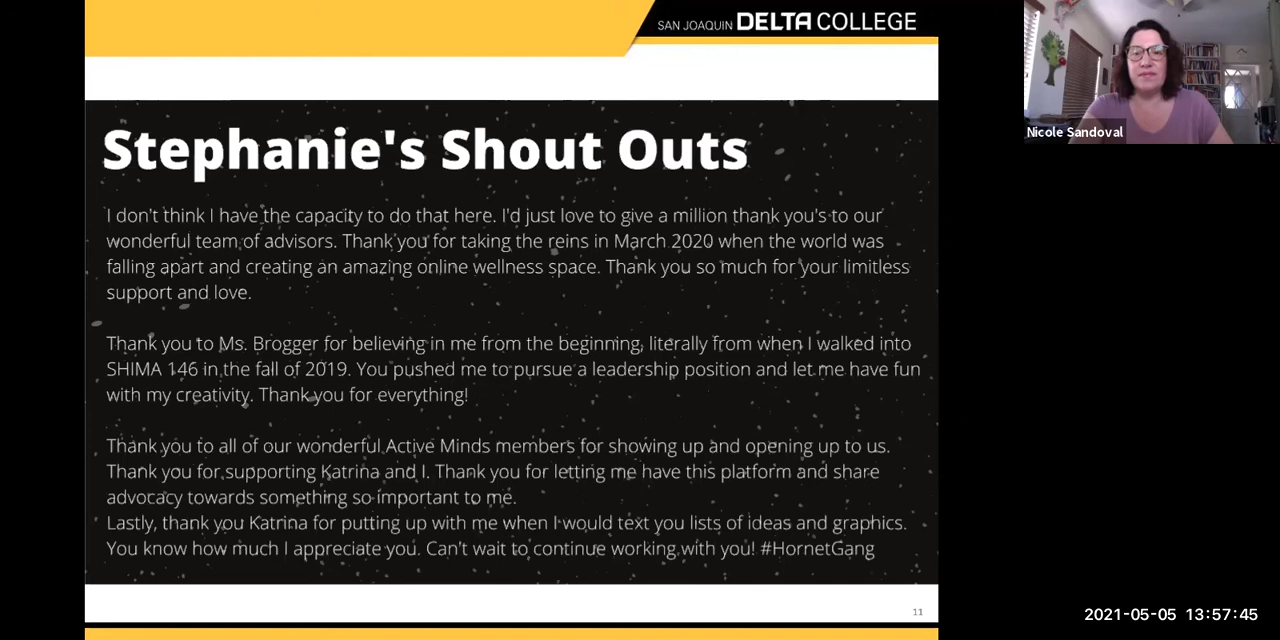 SAN JOAQUIN DELTA COLLEGE
Nicole Sandoval
Stephanie's Shout Outs
I don't think I have the capacity to do that here. I'd just love to give a million thank you's to our
wonderful team of advisors. Thank you for taking the reins in March 2020 when the world was
falling apart and creating an amazing online wellness space. Thank you so much for your limitless
support and love.
Thank you to Ms. Brogger for believing in me from the beginning, literally from when I walked into
SHIMA 146 in the fall of 2019. You pushed me to pursue a leadership position and let me have fun
with my creativity. Thank you for everything!
Thank you to all of our wonderful Active Minds members for showing up and opening up to us.
Thank you for supporting Katrina and I. Thank you for letting me have this platform and share
advocacy towards something so important to me.
Lastly, thank you Katrina for putting up with me when I would text you lists of ideas and graphics.
You know how much I appreciate you. Can't wait to continue working with you! #HornetGang
11
2021-05-05 13:57:45